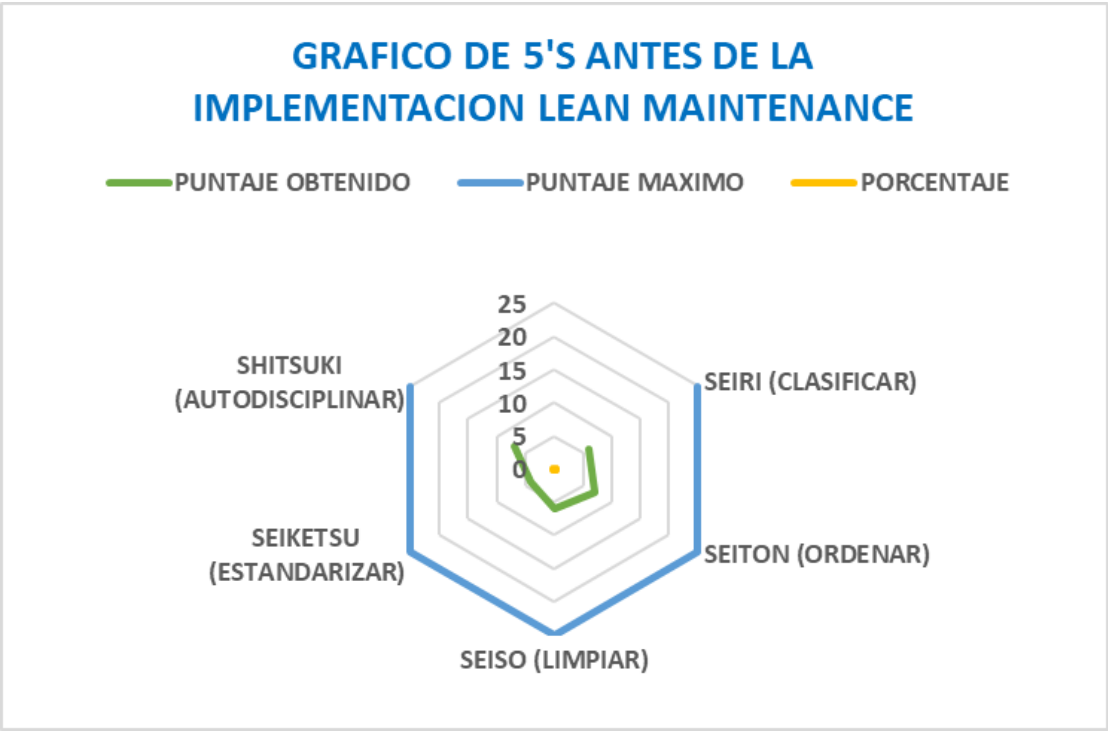 GRAFICO DE 5'S ANTES DE LA
IMPLEMENTACION LEAN MAINTENANCE
PUNTAJE OBTENIDO
PUNTAJE MAXIMO
PORCENTAJE
25
20
15
10
5
0
SEIRI (CLASIFICAR)
SEITON (ORDENAR)
SEISO (LIMPIAR)
SEIKETSU
(ESTANDARIZAR)
SHITSUKI
(AUTODISCIPLINAR)